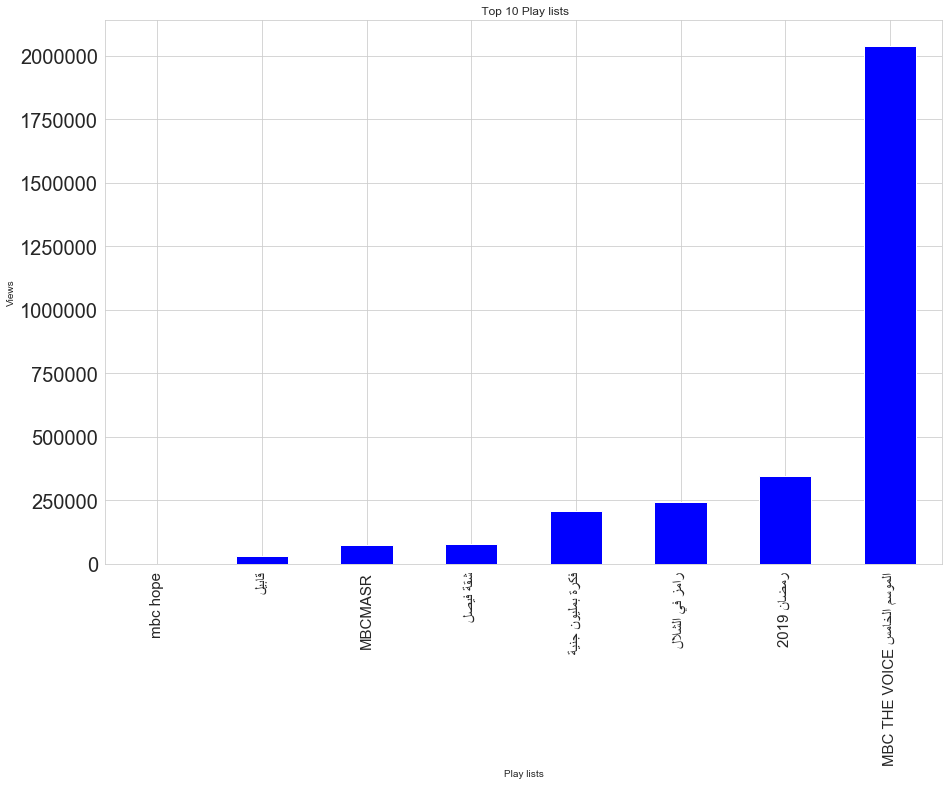 Top 10 Play lists
Views
2000000
1750000
1500000
1250000
1000000
750000
500000
250000
0
mbc hope
قابيل
MBCMASR
شقة فيصل
فكرة بمليون جنية
رامز في الشلال
رمضان 2019
MBC THE VOICE الموسم الخامس
Play lists